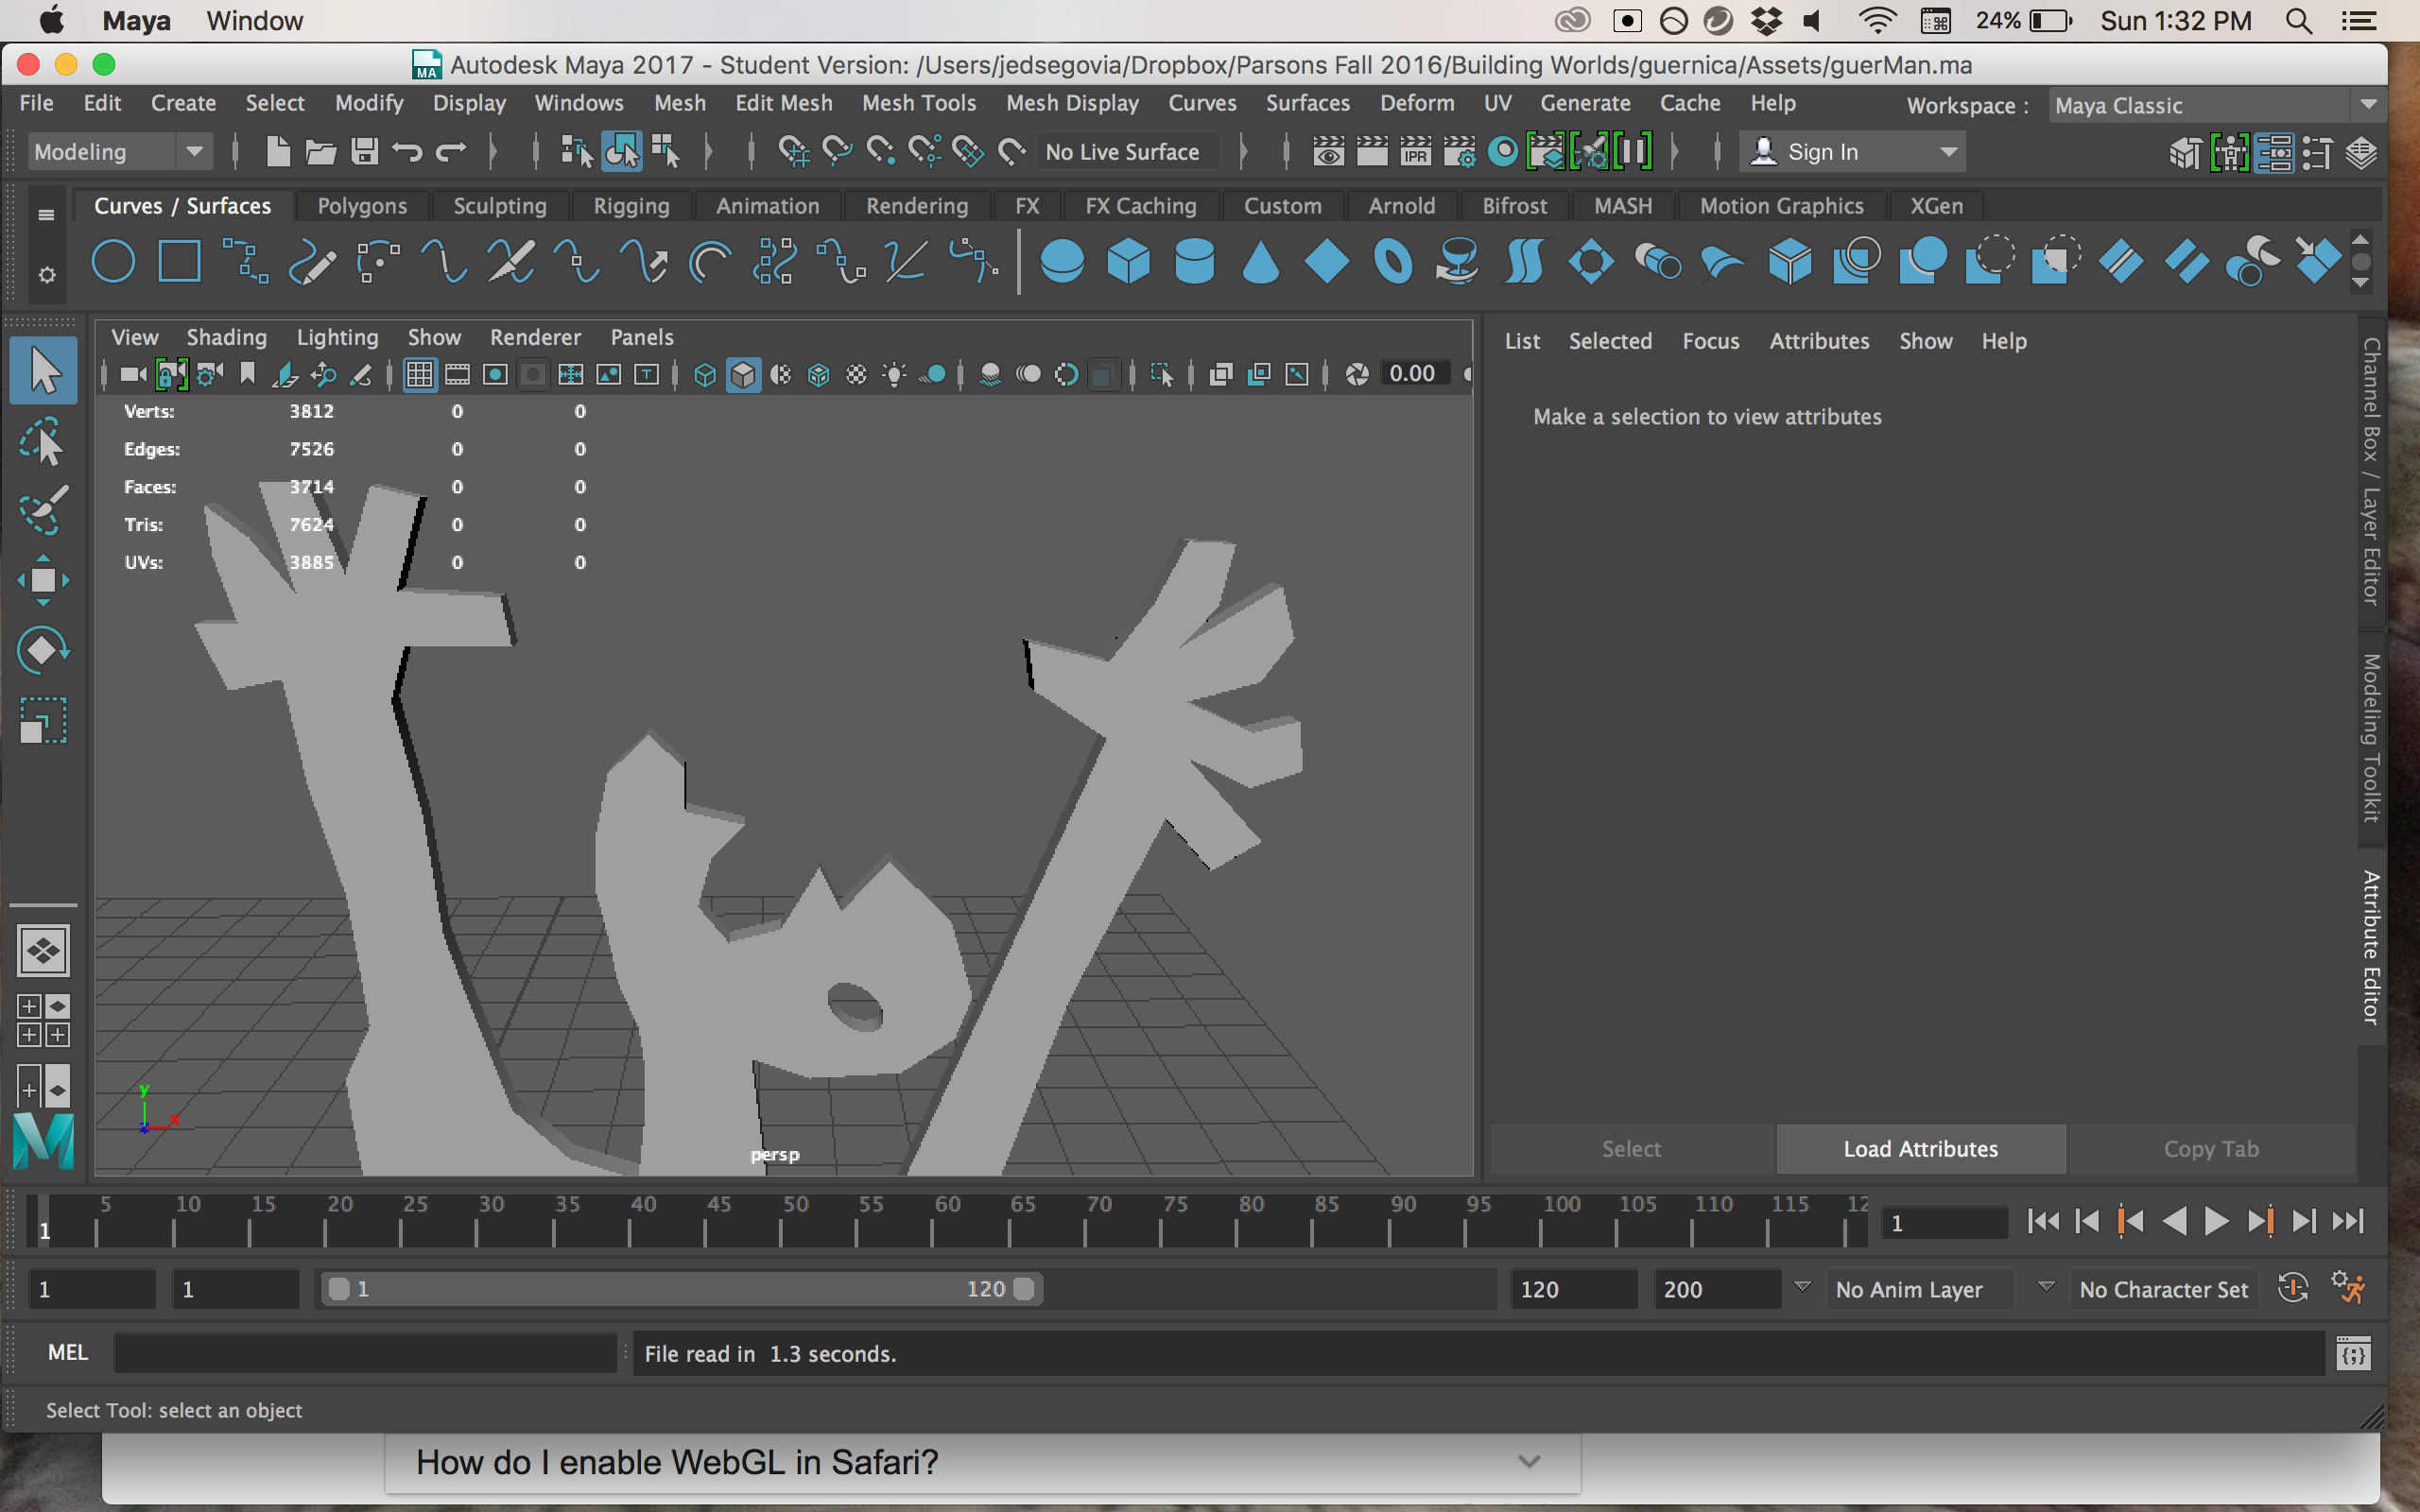 Maya Window 24% Sun 1:32 PM
MA Autodesk Maya 2017 - Student Version: /Users/jedsegovia/Dropbox/Parsons Fall 2016/Building Worlds/guernica/Assets/guerMan.ma
File Edit Create Select Modify Display Windows Mesh Edit Mesh Mesh Tools Mesh Display Curves Surfaces Deform UV Generate Cache Help Workspace : Maya Classic
Modeling No Live Surface IPR Sign In
Curves / Surfaces Polygons Sculpting Rigging Animation Rendering FX FX Caching Custom Arnold Bifrost MASH Motion Graphics XGen
View Shading Lighting Show Renderer Panels
List Selected Focus Attributes Show Help
T 0.00
Make a selection to view attributes
Verts: 3812 0 0
Edges: 7526 0 0
Faces: 3714 0 0
Tris: 7624 0 0
UVs: 3885 0 0
Channel Box / Layer Editor
Modeling Toolkit
Attribute Editor
y
x
persp
Select Load Attributes Copy Tab
1 5 10 15 20 25 30 35 40 45 50 55 60 65 70 75 80 85 90 95 100 105 110 115 12 1
1 1 1 120 120 200 No Anim Layer No Character Set
MEL File read in 1.3 seconds.
Select Tool: select an object
How do I enable WebGL in Safari?